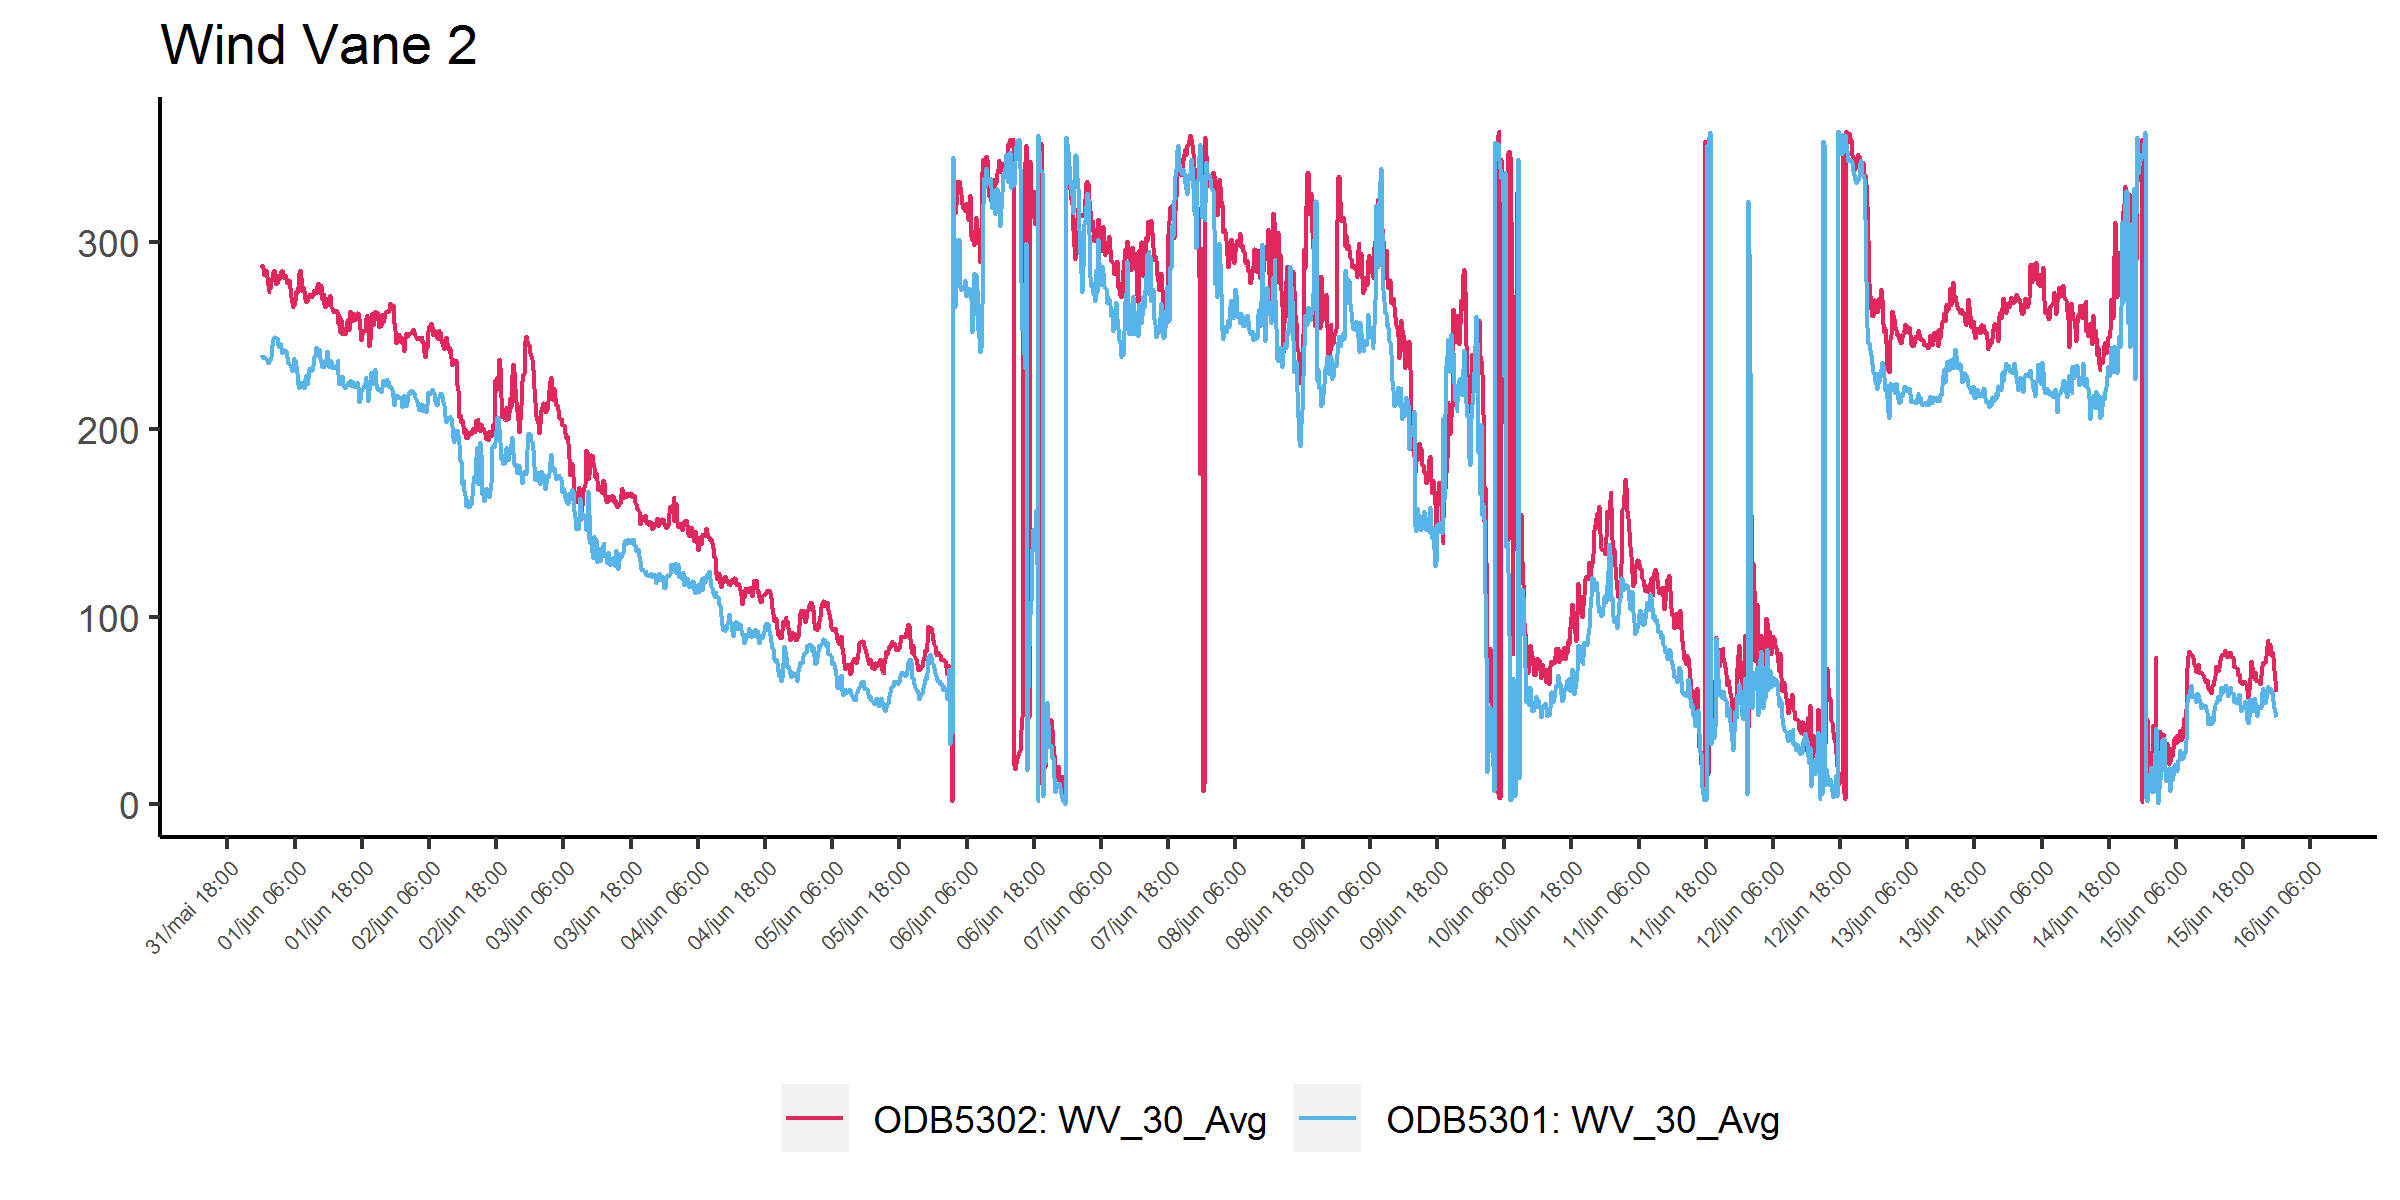 Wind Vane 2
300
200
100
0
31/mai 18:00
01/jun 06:00
01/jun 18:00
02/jun 06:00
02/jun 18:00
03/jun 06:00
03/jun 18:00
04/jun 06:00
04/jun 18:00
05/jun 06:00
05/jun 18:00
06/jun 06:00
06/jun 18:00
07/jun 06:00
07/jun 18:00
08/jun 06:00
08/jun 18:00
09/jun 06:00
09/jun 18:00
10/jun 06:00
10/jun 18:00
11/jun 06:00
11/jun 18:00
12/jun 06:00
12/jun 18:00
13/jun 06:00
13/jun 18:00
14/jun 06:00
14/jun 18:00
15/jun 06:00
15/jun 18:00
16/jun 06:00
ODB5302: WV_30_Avg
ODB5301: WV_30_Avg